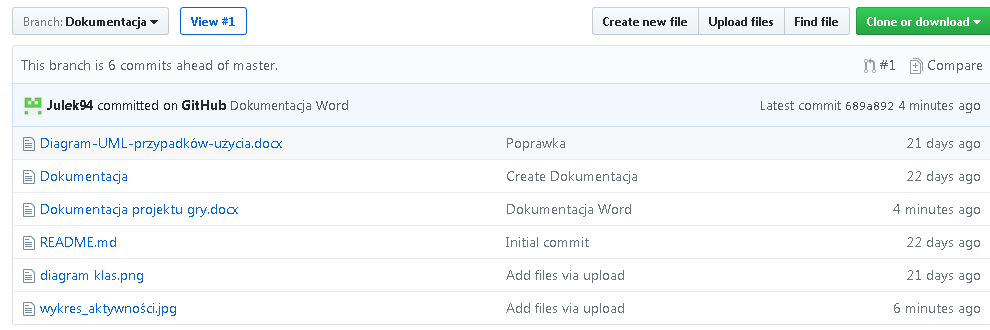 Branch: Dokumentacja View #1 Create new file Upload files Find file Clone or download
This branch is 6 commits ahead of master. #1 Compare
Julek94 committed on GitHub Dokumentacja Word Latest commit 689a892 4 minutes ago
Diagram-UML-przypadków-użycia.docx Poprawka 21 days ago
Dokumentacja Create Dokumentacja 22 days ago
Dokumentacja projektu gry.docx Dokumentacja Word 4 minutes ago
README.md Initial commit 22 days ago
diagram klas.png Add files via upload 21 days ago
wykres_aktywności.jpg Add files via upload 6 minutes ago